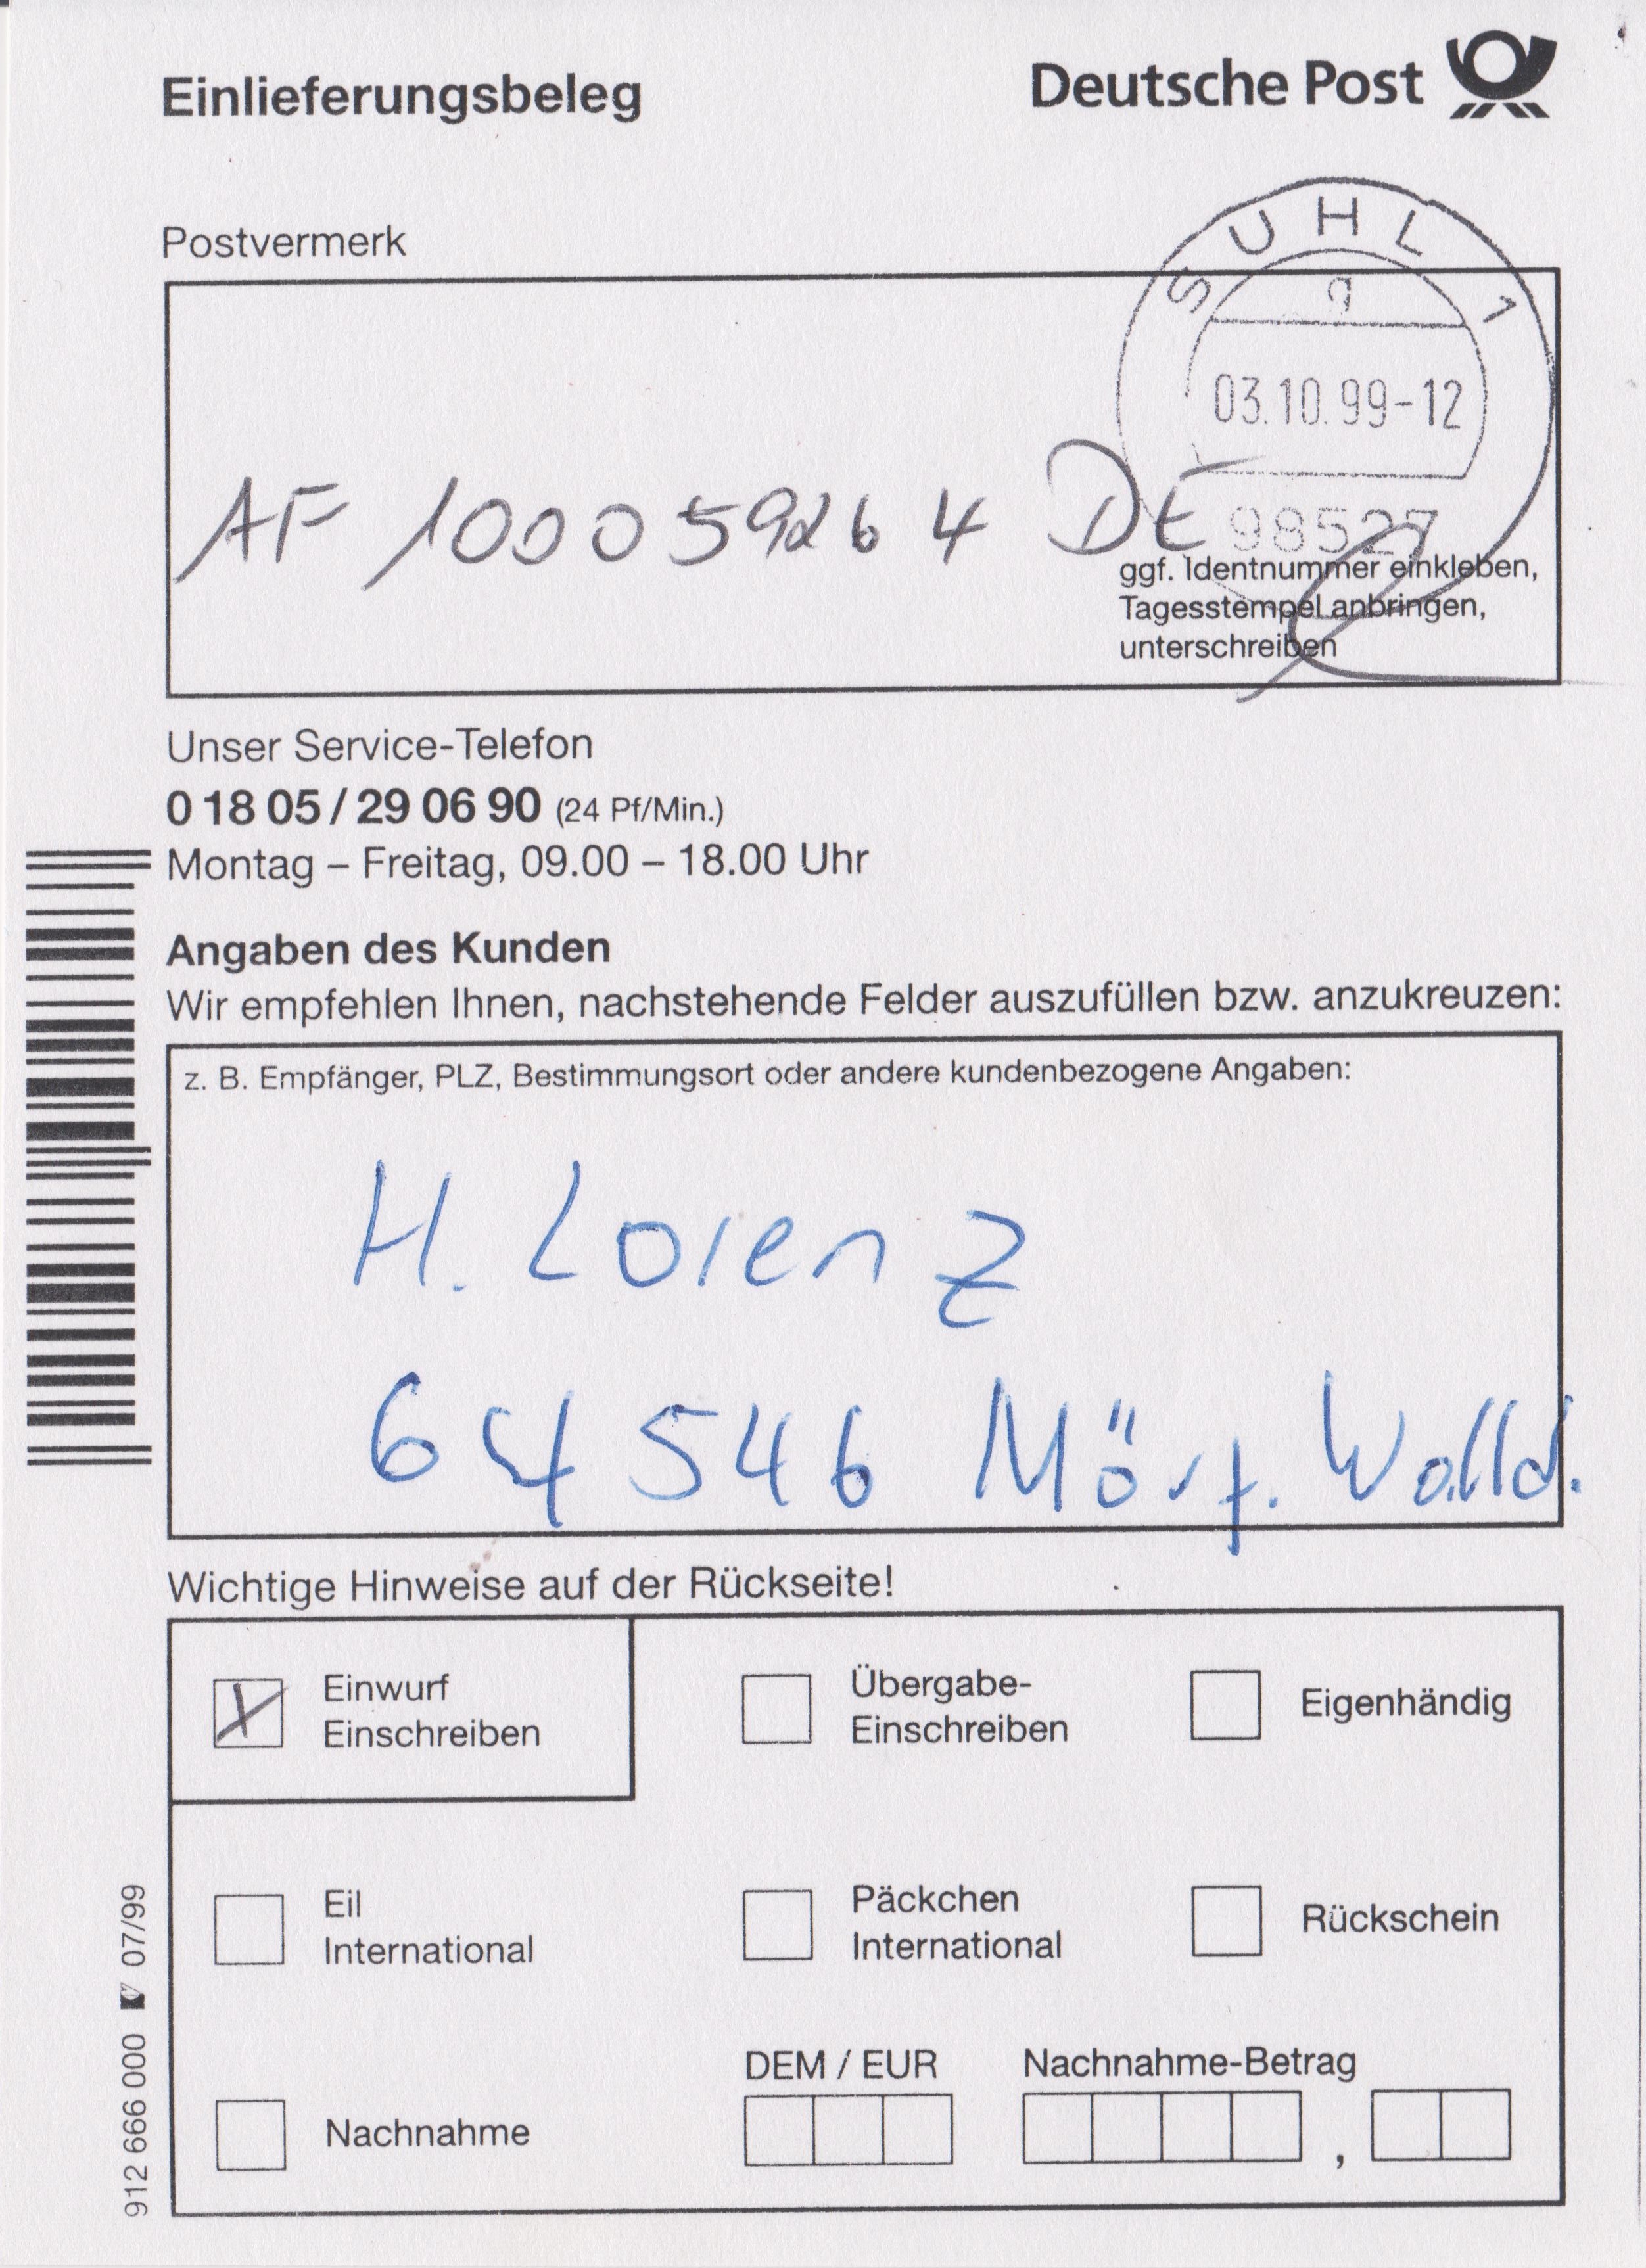 Einlieferungsbeleg
Deutsche Post
Postvermerk
SUHL 1
03.10.99-12
98527
AF 1000 59264 DE
ggf. Identnummer einkleben,
Tagesstempel anbringen,
unterschreiben
Unser Service-Telefon
0 18 05 / 29 06 90 (24 Pf/Min.)
Montag – Freitag, 09.00 – 18.00 Uhr
Angaben des Kunden
Wir empfehlen Ihnen, nachstehende Felder auszufüllen bzw. anzukreuzen:
z. B. Empfänger, PLZ, Bestimmungsort oder andere kundenbezogene Angaben:
H. Lorenz
64546 Mörf. Walld.
Wichtige Hinweise auf der Rückseite!
X Einwurf
Einschreiben
Übergabe-
Einschreiben
Eigenhändig
Eil
International
Päckchen
International
Rückschein
Nachnahme
DEM / EUR
Nachnahme-Betrag
,
912 666 000 07/99